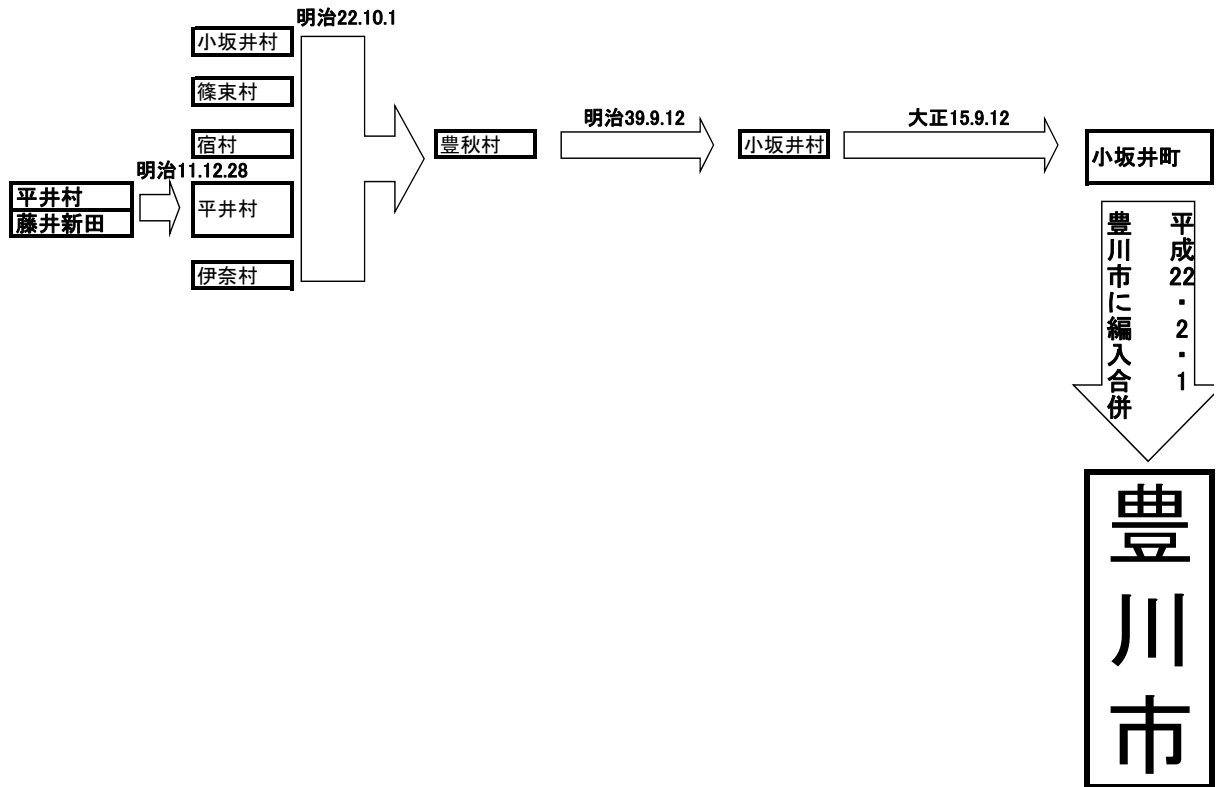 明治22.10.1
小坂井村
篠束村
宿村
明治11.12.28
平井村
藤井新田
平井村
伊奈村
豊秋村
明治39.9.12
小坂井村
大正15.9.12
小坂井町
平成22・2・1
豊川市に編入合併
豊川市